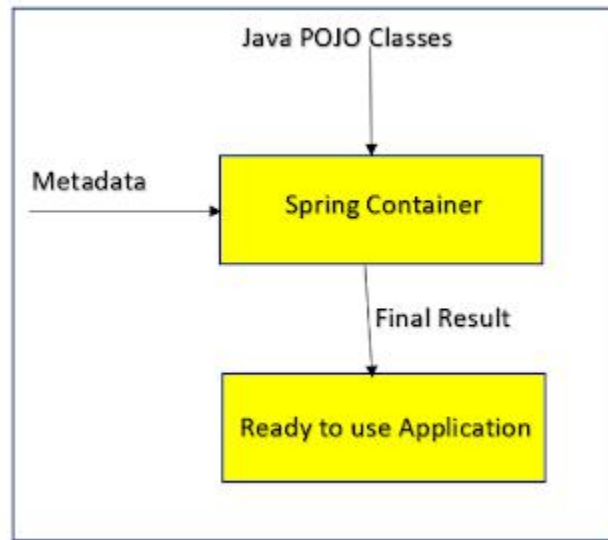 Java POJO Classes
Metadata
Spring Container
Final Result
Ready to use Application